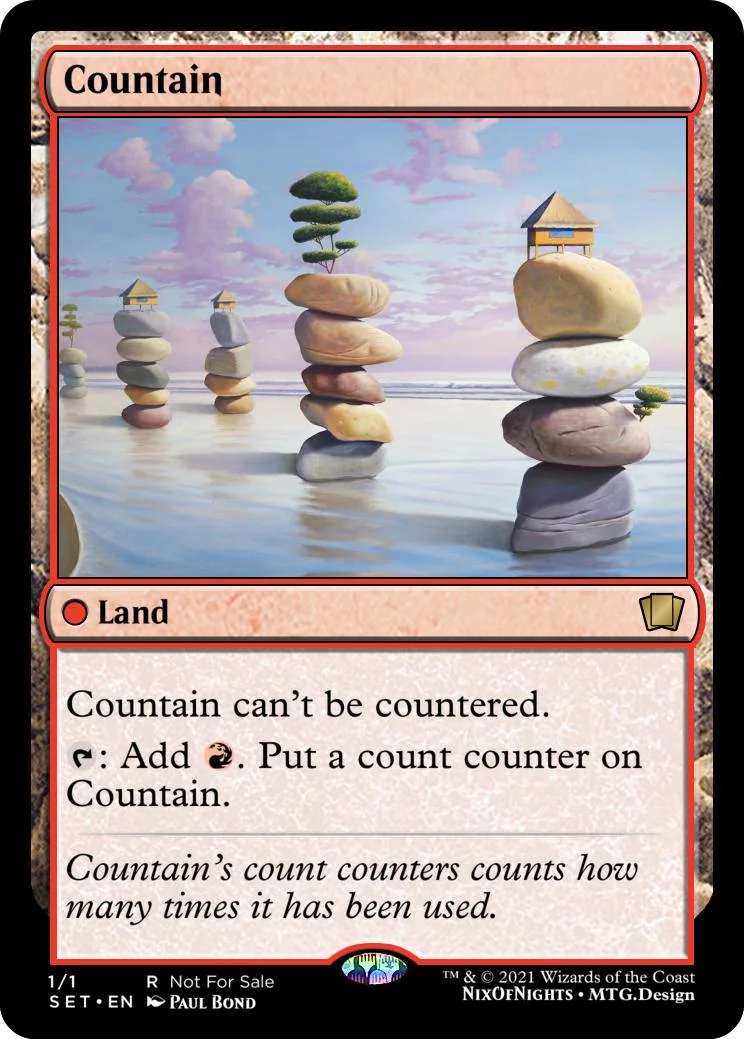 Countain
Land
Countain can't be countered.
: Add . Put a count counter on
Countain.
Countain's count counters counts how
many times it has been used.
1/1 R Not For Sale
SET • EN PAUL BOND
™ & © 2021 Wizards of the Coast
NIXOFNIGHTS • MTG.Design